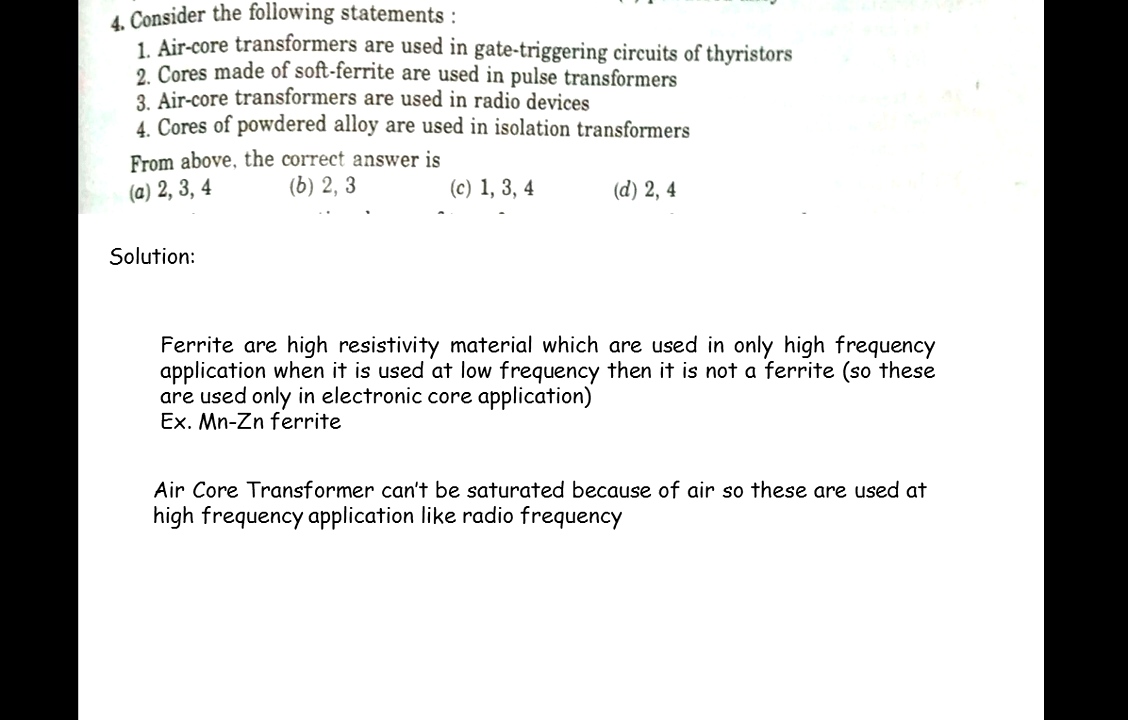 4. Consider the following statements :
1. Air-core transformers are used in gate-triggering circuits of thyristors
2. Cores made of soft-ferrite are used in pulse transformers
3. Air-core transformers are used in radio devices
4. Cores of powdered alloy are used in isolation transformers
From above, the correct answer is
(a) 2, 3, 4 (b) 2, 3 (c) 1, 3, 4 (d) 2, 4
Solution:
Ferrite are high resistivity material which are used in only high frequency
application when it is used at low frequency then it is not a ferrite (so these
are used only in electronic core application)
Ex. Mn-Zn ferrite
Air Core Transformer can't be saturated because of air so these are used at
high frequency application like radio frequency